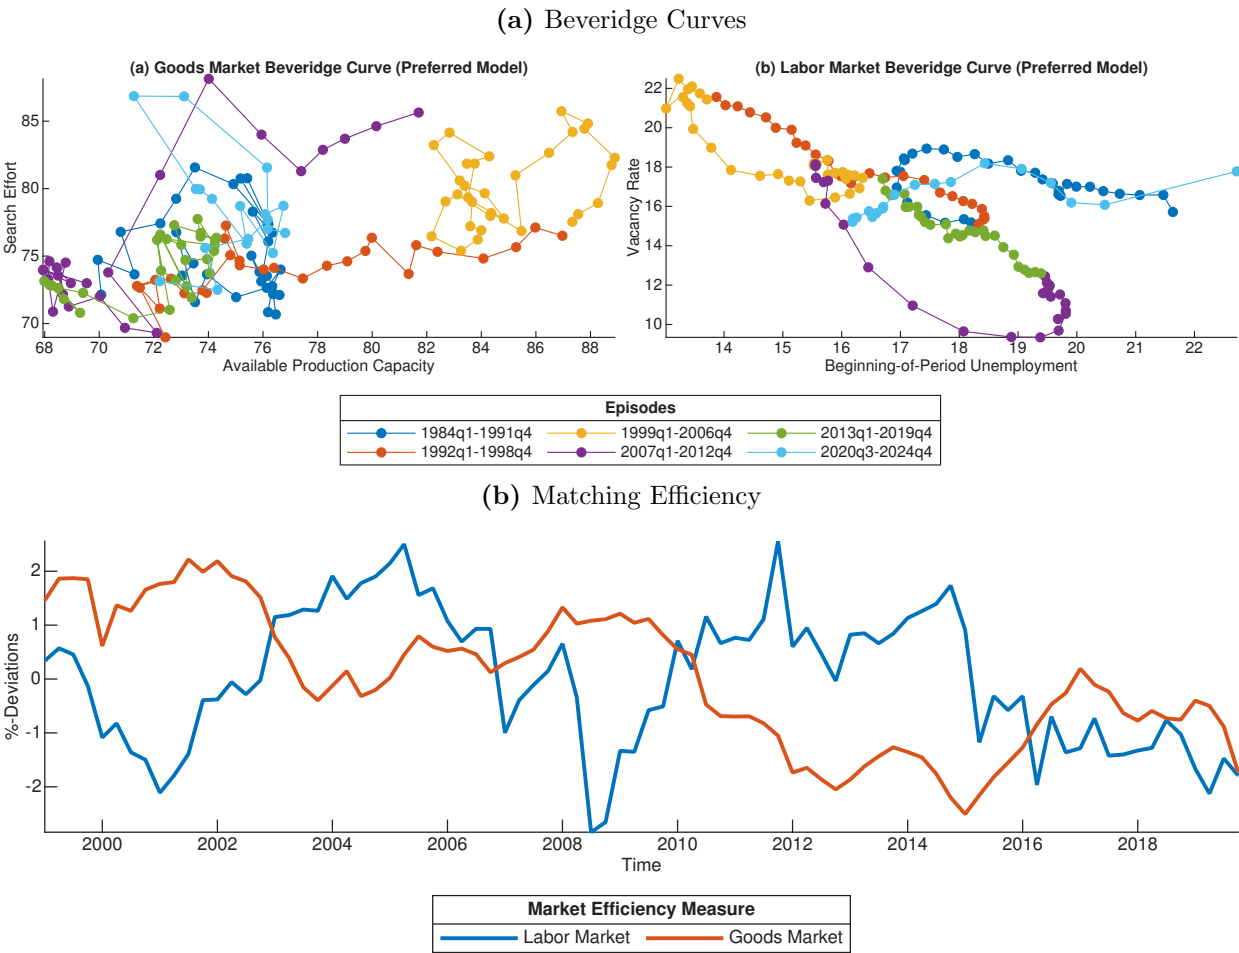 (a) Beveridge Curves
(a) Goods Market Beveridge Curve (Preferred Model)
85
80
75
70
Search Effort
68 70 72 74 76 78 80 82 84 86 88
Available Production Capacity
(b) Labor Market Beveridge Curve (Preferred Model)
22
20
18
16
14
12
10
Vacancy Rate
14 15 16 17 18 19 20 21 22
Beginning-of-Period Unemployment
Episodes
1984q1-1991q4 1999q1-2006q4 2013q1-2019q4
1992q1-1998q4 2007q1-2012q4 2020q3-2024q4
(b) Matching Efficiency
2
1
0
-1
-2
%-Deviations
2000 2002 2004 2006 2008 2010 2012 2014 2016 2018
Time
Market Efficiency Measure
Labor Market Goods Market